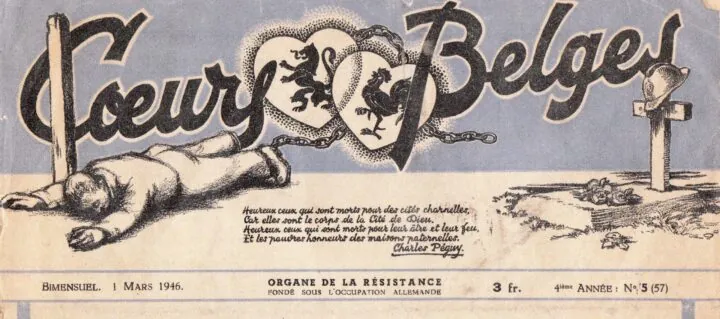 Cœurs Belges
Heureux ceux qui sont morts pour des cités charnelles,
Car elles sont le corps de la Cité de Dieu.
Heureux ceux qui sont morts pour leur âtre et leur feu,
Et les pauvres honneurs des maisons paternelles.
Charles Péguy.
BIMENSUEL. 1 MARS 1946.
ORGANE DE LA RÉSISTANCE
FONDÉ SOUS L'OCCUPATION ALLEMANDE
3 fr.
4ième ANNÉE : No. 5 (57)